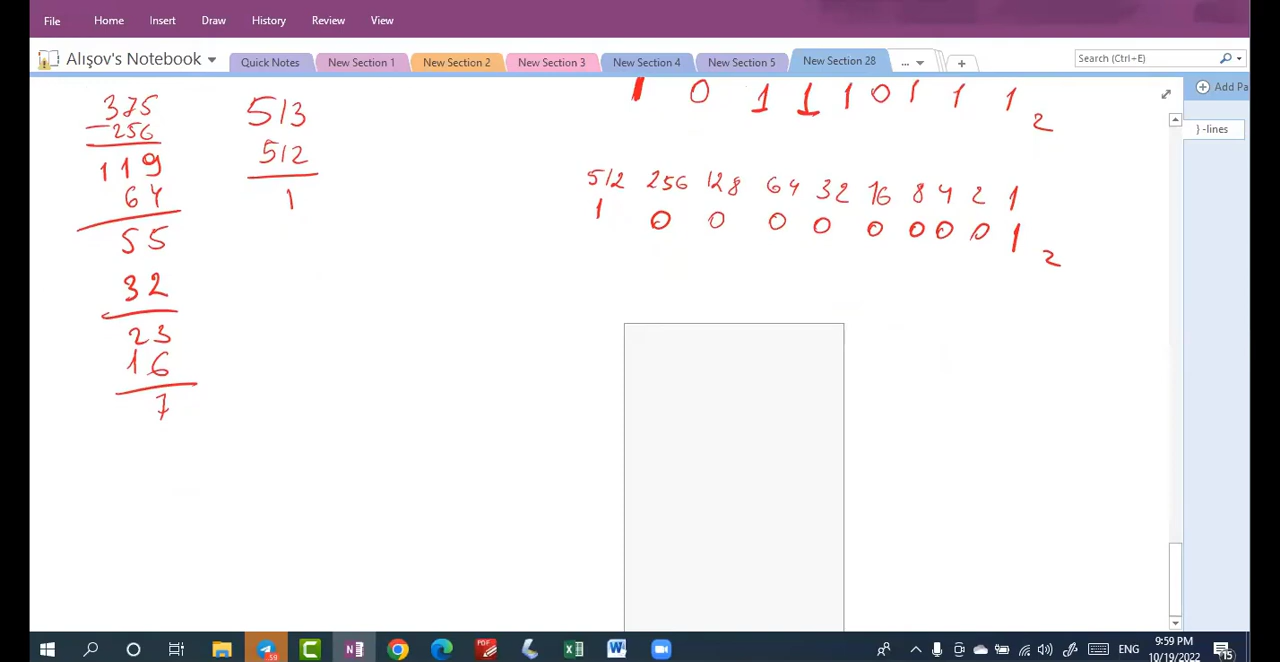 File Home Insert Draw History Review View
Alışov's Notebook Quick Notes New Section 1 New Section 2 New Section 3 New Section 4 New Section 5 New Section 28 ... Search (Ctrl+E)
Add Pa
} -lines
375
-256
119
64
55
32
23
16
7
513
512
1
1 0 1 1 1 0 1 1 1 2
512 256 128 64 32 16 8 4 2 1
1 0 0 0 0 0 0 0 0 1 2
59
ENG
9:59 PM
10/19/2022
15